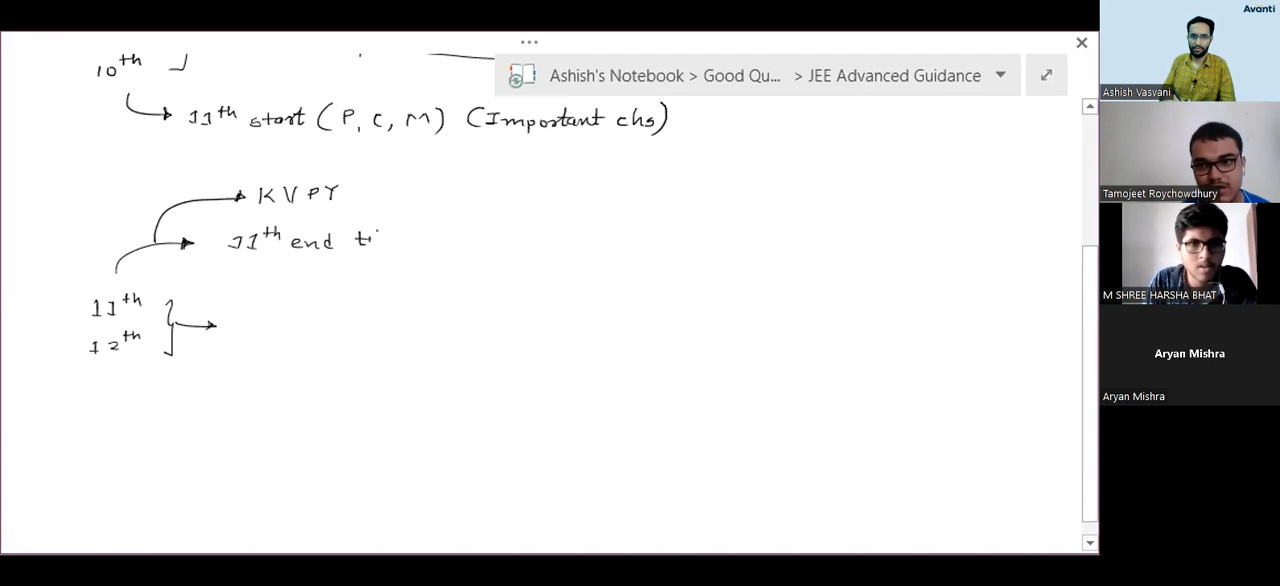 Avanti
10th
Ashish's Notebook > Good Qu... > JEE Advanced Guidance
11th start (P, C, M) (Important chs)
KVPY
11th end
11th
12th
Ashish Vasvani
Tamojeet Roychowdhury
M SHREE HARSHA BHAT
Aryan Mishra
Aryan Mishra